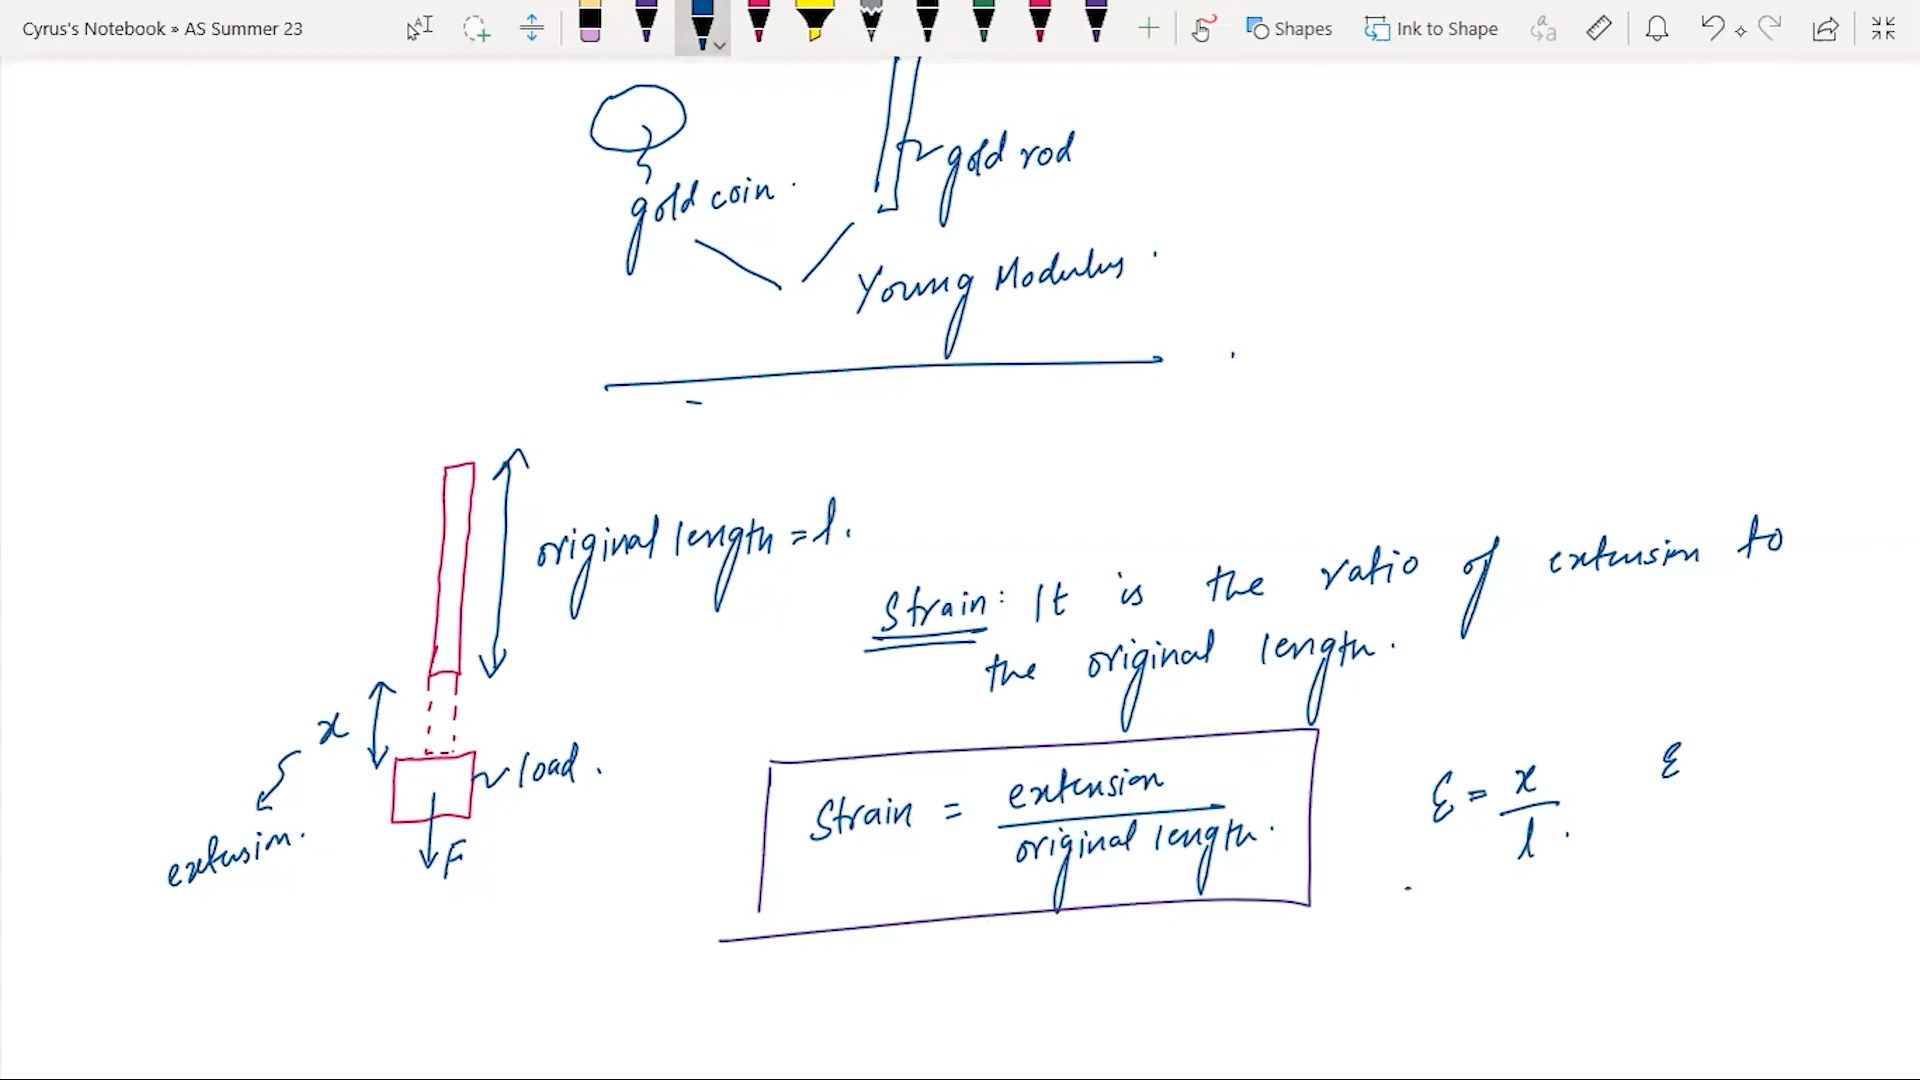 Cyrus's Notebook » AS Summer 23
Shapes
Ink to Shape
gold rod
gold coin.
Young Modulus.
original length = l.
Strain: It is the ratio of extension to
the original length.
x
load.
extension.
F
Strain = extension / original length.
ε = x / l.
ε